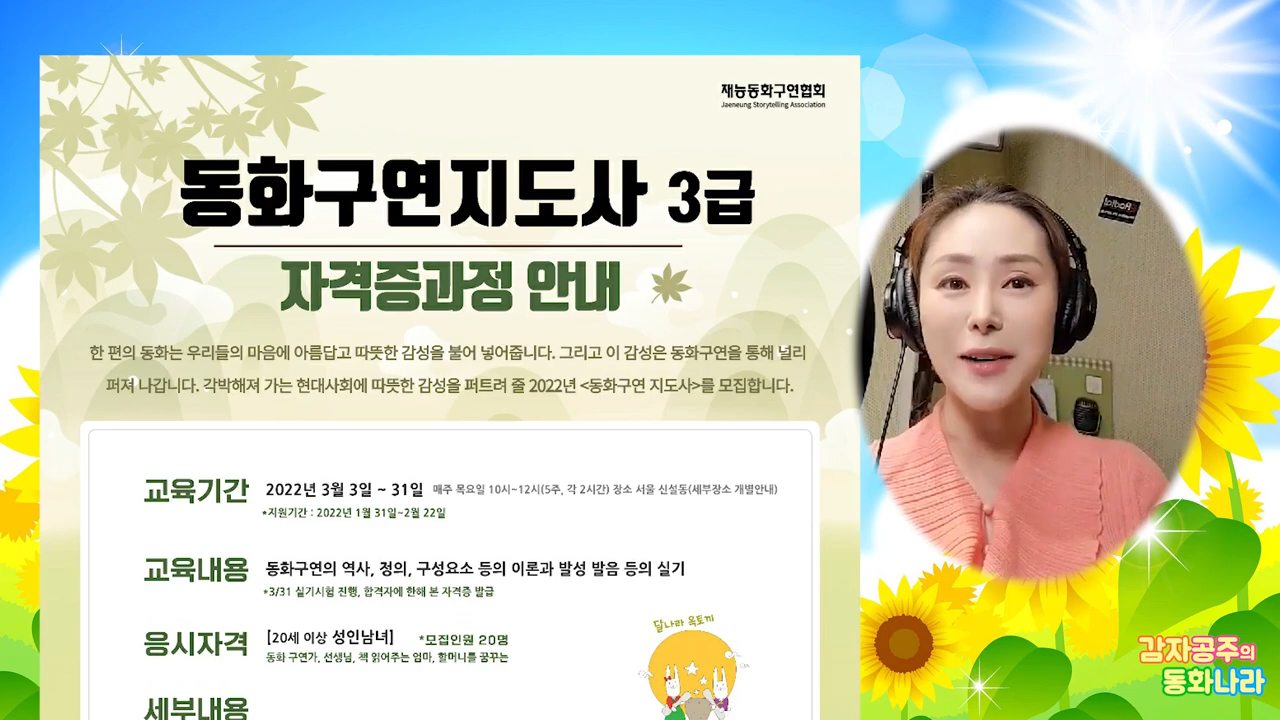 재능동화구연협회
Jaeneung Storytelling Association
동화구연지도사 3급
자격증과정 안내
한 편의 동화는 우리들의 마음에 아름답고 따뜻한 감성을 불어 넣어줍니다. 그리고 이 감성은 동화구연을 통해 널리
퍼져 나갑니다. 각박해져 가는 현대사회에 따뜻한 감성을 퍼트려 줄 2022년 <동화구연 지도사>를 모집합니다.
교육기간 2022년 3월 3일 ~ 31일 매주 목요일 10시~12시(5주, 각 2시간) 장소 서울 신설동(세부장소 개별안내)
*지원기간 : 2022년 1월 31일~2월 22일
교육내용 동화구연의 역사, 정의, 구성요소 등의 이론과 발성 발음 등의 실기
*3/31 실기시험 진행, 합격자에 한해 본 자격증 발급
응시자격 [20세 이상 성인남녀] *모집인원 20명
동화 구연가, 선생님, 책 읽어주는 엄마, 할머니를 꿈꾸는
달나라 옥토끼
세부내용
감자공주의
동화나라